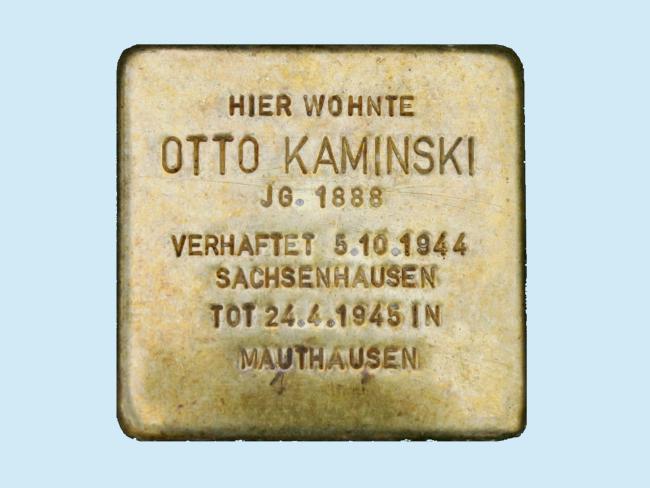 HIER WOHNTE
OTTO KAMINSKI
JG. 1888
VERHAFTET 5.10.1944
SACHSENHAUSEN
TOT 24.4.1945 IN
MAUTHAUSEN